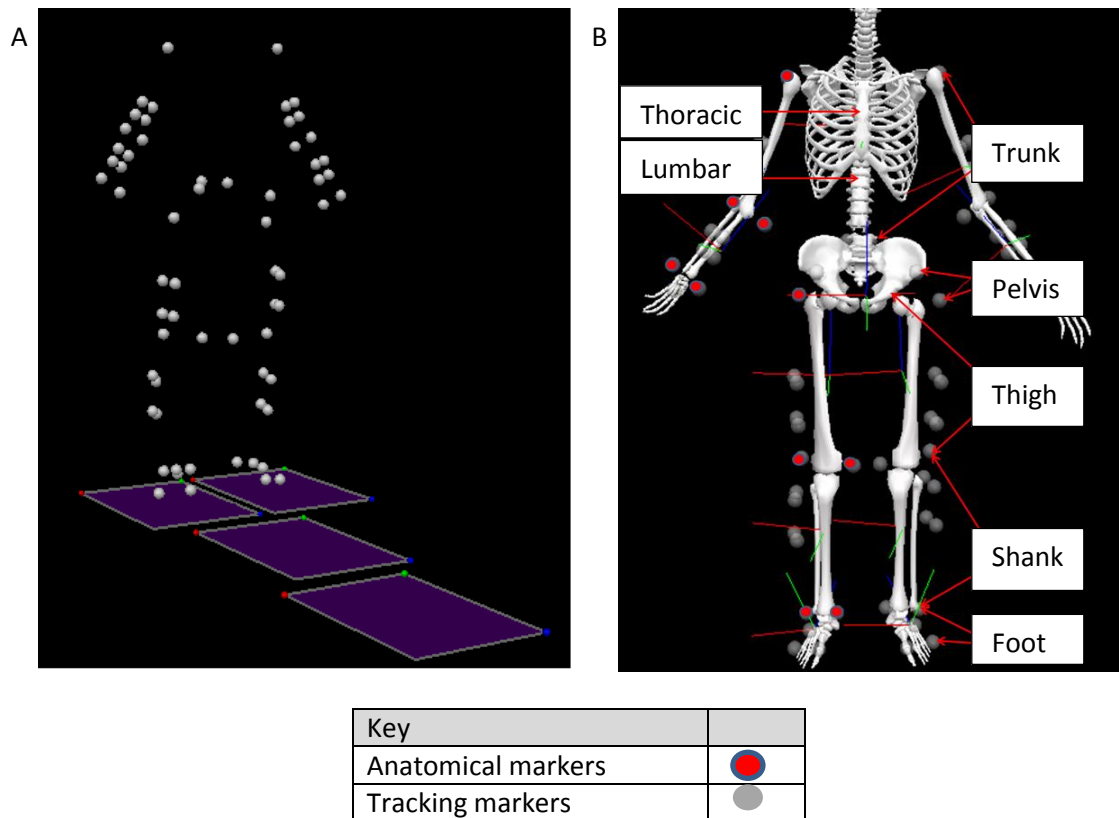 A
B
Thoracic
Lumbar
Trunk
Pelvis
Thigh
Shank
Foot
Key
Anatomical markers
Tracking markers